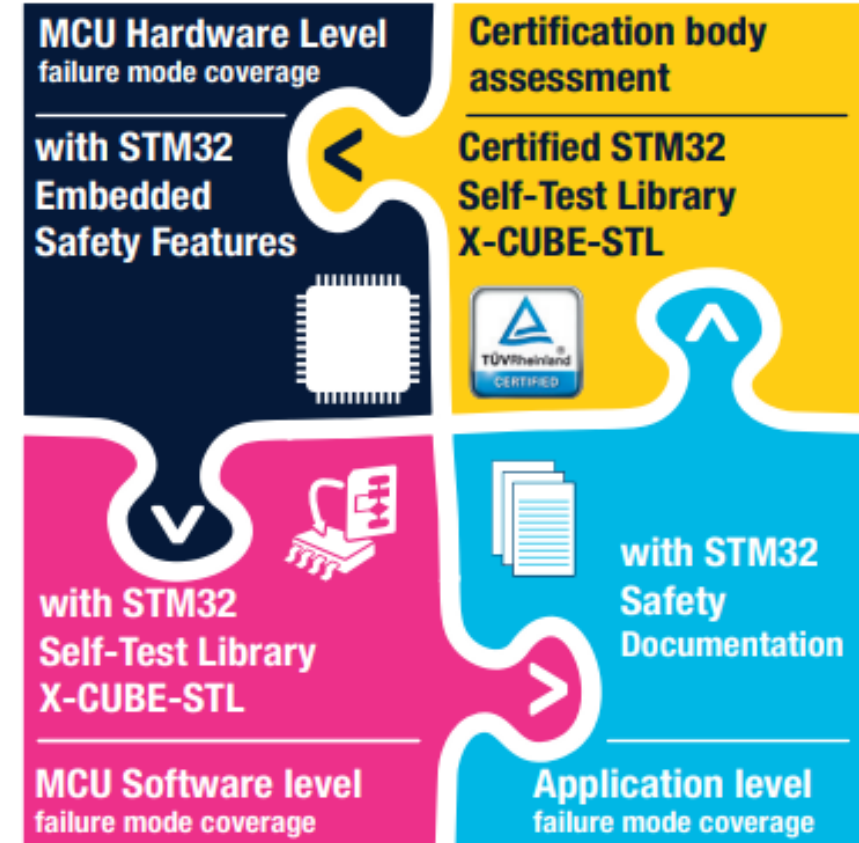 MCU Hardware Level
failure mode coverage
with STM32
Embedded
Safety Features
Certification body
assessment
Certified STM32
Self-Test Library
X-CUBE-STL
TÜVRheinland®
CERTIFIED
with STM32
Self-Test Library
X-CUBE-STL
MCU Software level
failure mode coverage
with STM32
Safety
Documentation
Application level
failure mode coverage